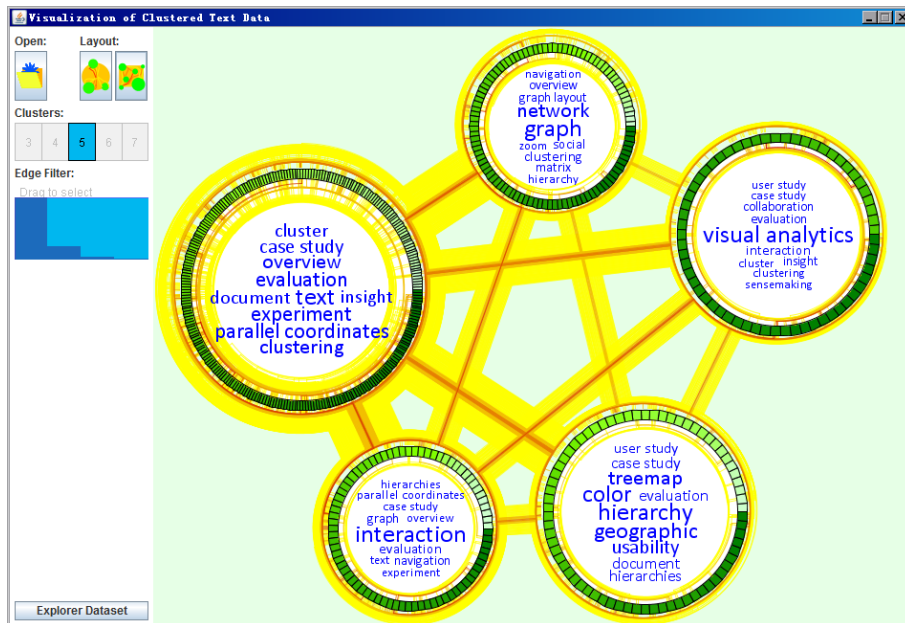 Visualization of Clustered Text Data
Open:
Layout:
Clusters:
3 4 5 6 7
Edge Filter:
Drag to select
Explorer Dataset
navigation
overview
graph layout
network
graph
zoom social
clustering
matrix
hierarchy
user study
case study
collaboration
evaluation
visual analytics
interaction
cluster insight
clustering
sensemaking
cluster
case study
overview
evaluation
document text insight
experiment
parallel coordinates
clustering
hierarchies
parallel coordinates
case study
graph overview
interaction
evaluation
text navigation
experiment
user study
case study
treemap
color evaluation
hierarchy
geographic
usability
document
hierarchies